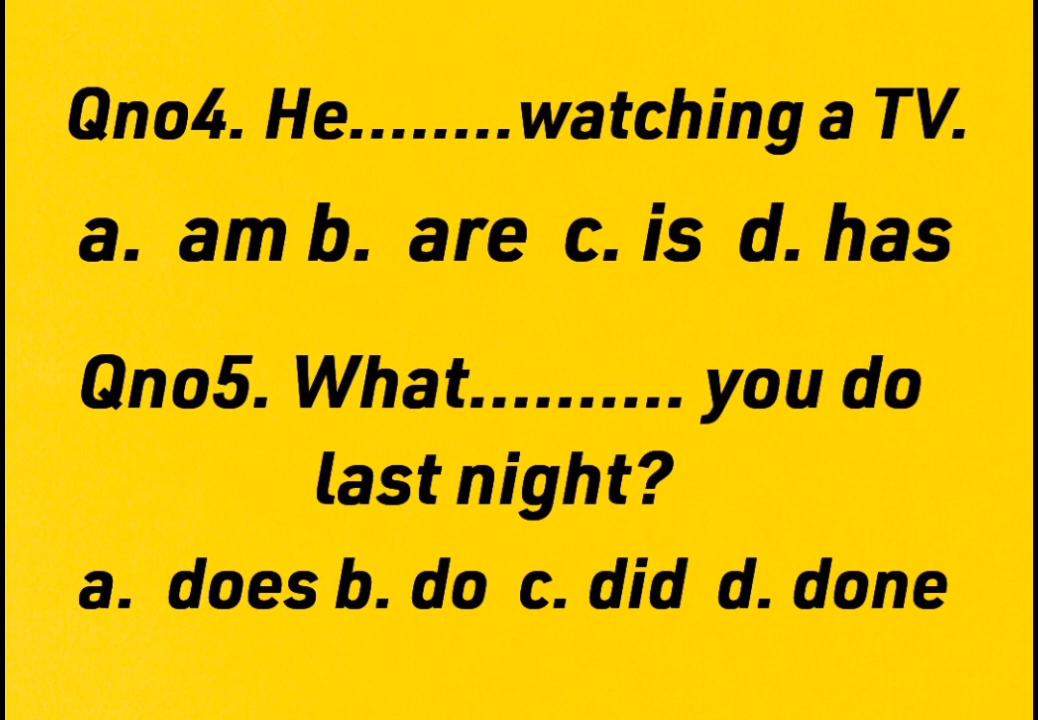 Qno4. He........watching a TV.
a. am b. are c. is d. has
Qno5. What.......... you do
last night?
a. does b. do c. did d. done